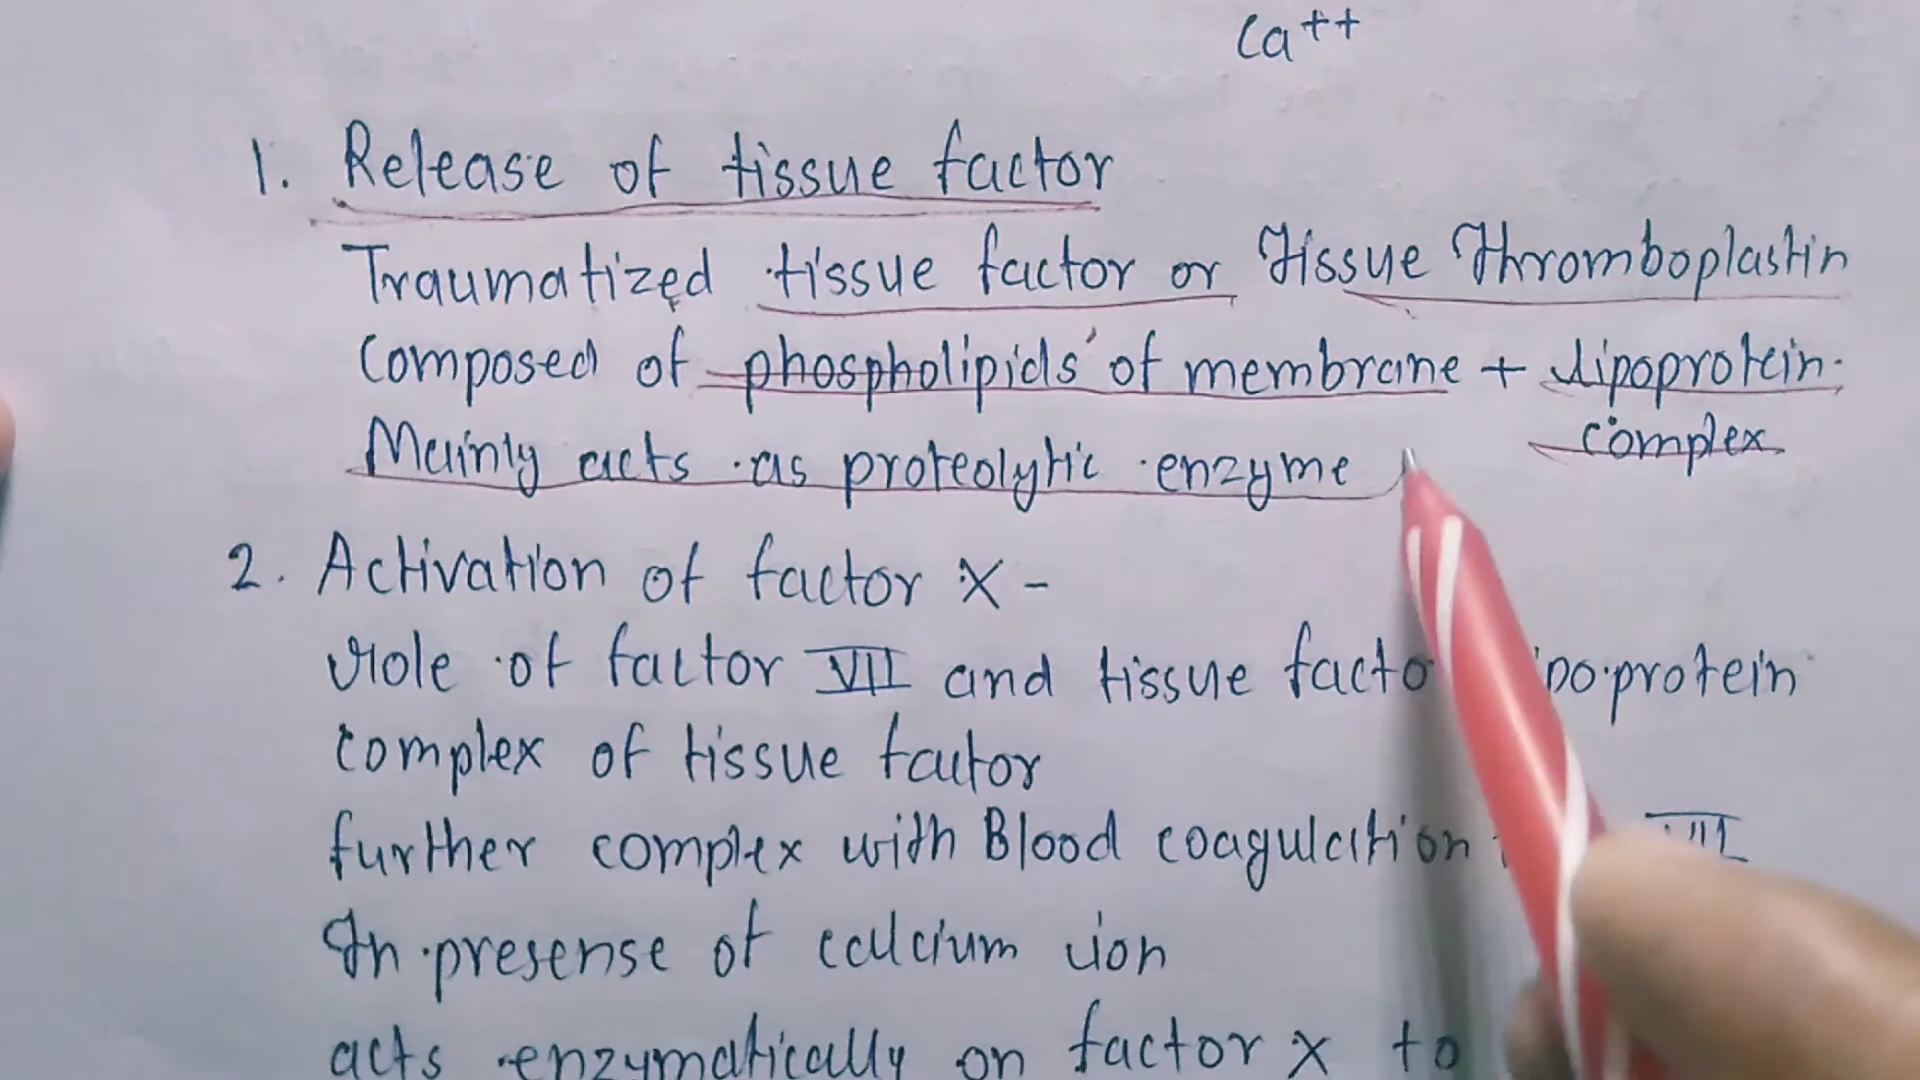 Ca++
1. Release of tissue factor
Traumatized tissue factor or Tissue Thromboplastin
Composed of phospholipids of membrane + lipoprotein
complex
Mainly acts as proteolytic enzyme
2. Activation of factor X -
role of factor VII and tissue
complex of tissue factor
further complex with Blood coagulation
In presense of calcium ion
acts enzymatically on factor X to